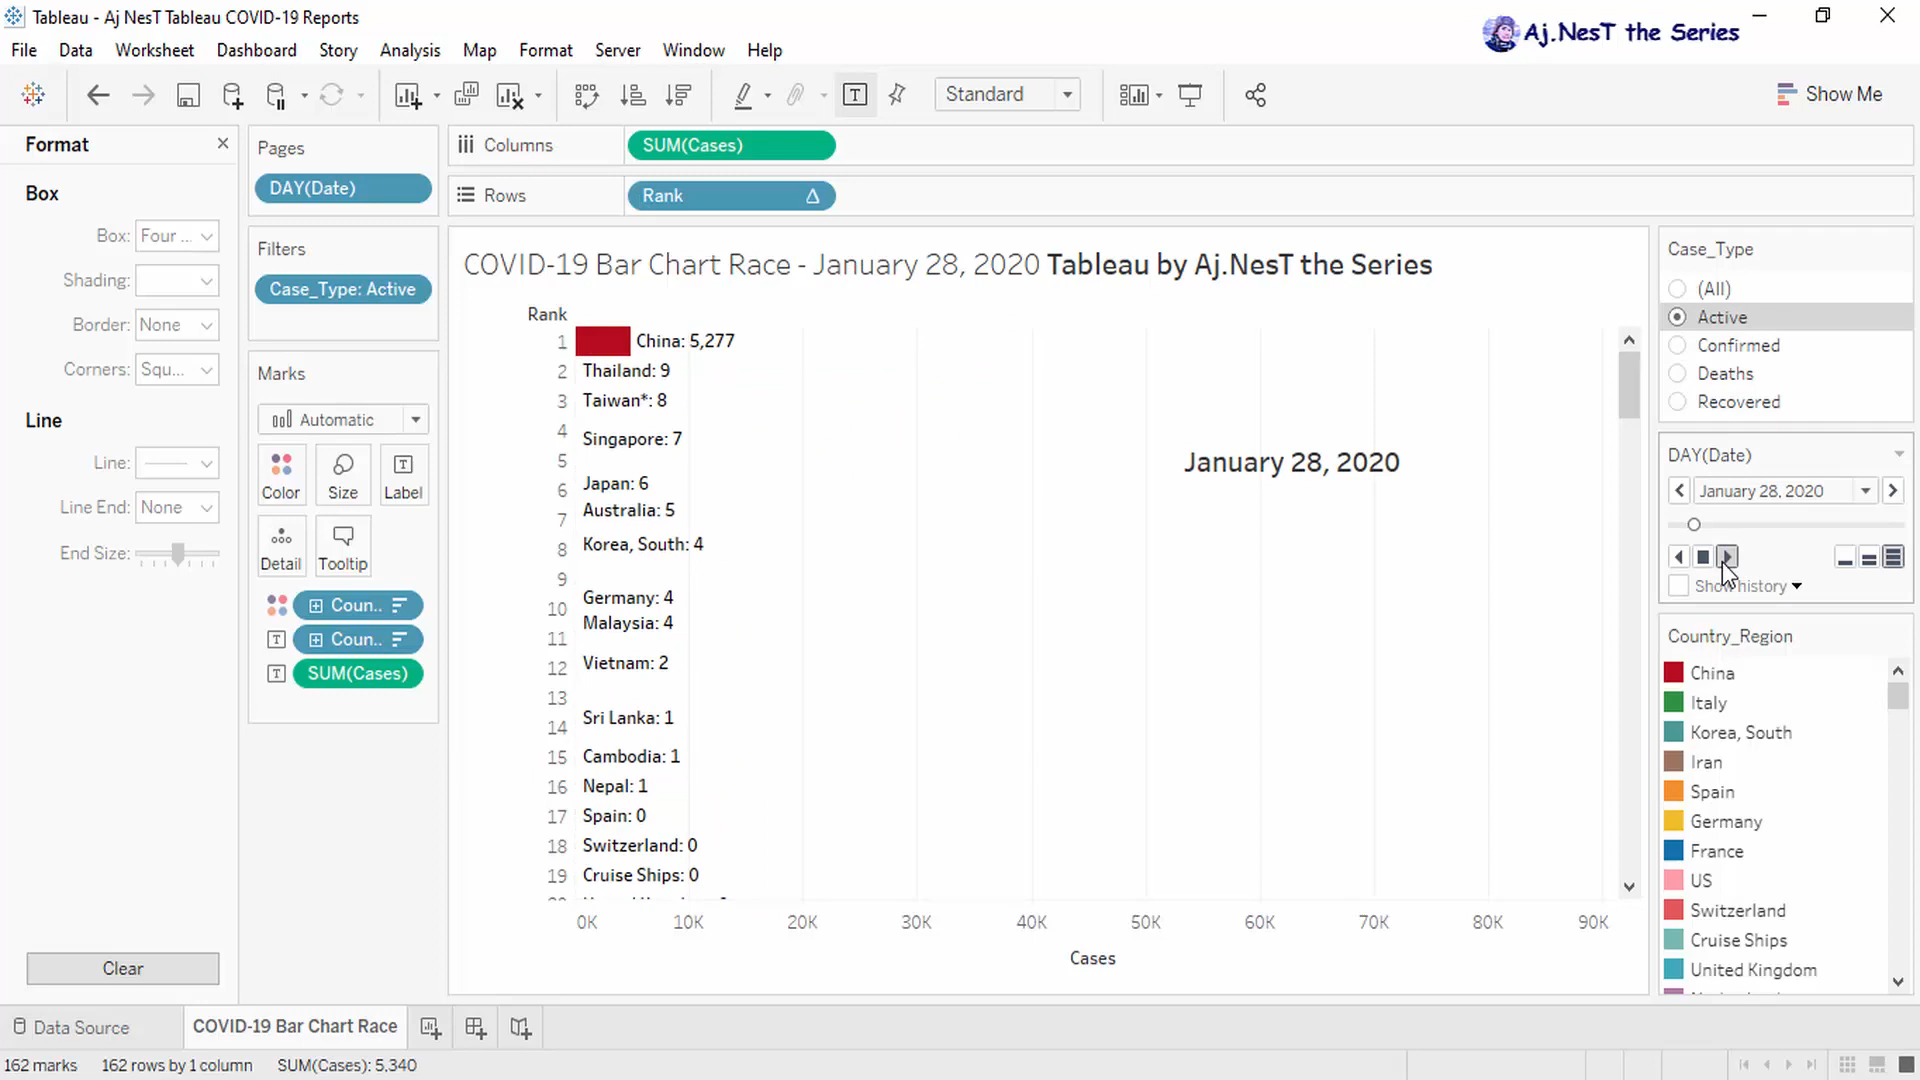 Tableau - Aj NesT Tableau COVID-19 Reports
Aj.NesT the Series
File Data Worksheet Dashboard Story Analysis Map Format Server Window Help
Standard
Show Me
Format
Box
Box: Four ...
Shading:
Border: None
Corners: Squ...
Line
Line:
Line End: None
End Size:
Clear
Pages
DAY(Date)
Filters
Case_Type: Active
Marks
Automatic
Color Size Label
Detail Tooltip
Coun..
Coun..
SUM(Cases)
Columns SUM(Cases)
Rows Rank
COVID-19 Bar Chart Race - January 28, 2020 Tableau by Aj.NesT the Series
Rank
1 China: 5,277
2 Thailand: 9
3 Taiwan*: 8
4
Singapore: 7
5
Japan: 6
6
Australia: 5
7
Korea, South: 4
8
9
Germany: 4
10
Malaysia: 4
11
Vietnam: 2
12
13
Sri Lanka: 1
14
15 Cambodia: 1
16 Nepal: 1
17 Spain: 0
18 Switzerland: 0
19 Cruise Ships: 0
January 28, 2020
0K 10K 20K 30K 40K 50K 60K 70K 80K 90K
Cases
Case_Type
(All)
Active
Confirmed
Deaths
Recovered
DAY(Date)
January 28, 2020
Show history
Country_Region
China
Italy
Korea, South
Iran
Spain
Germany
France
US
Switzerland
Cruise Ships
United Kingdom
Data Source COVID-19 Bar Chart Race
162 marks 162 rows by 1 column SUM(Cases): 5,340